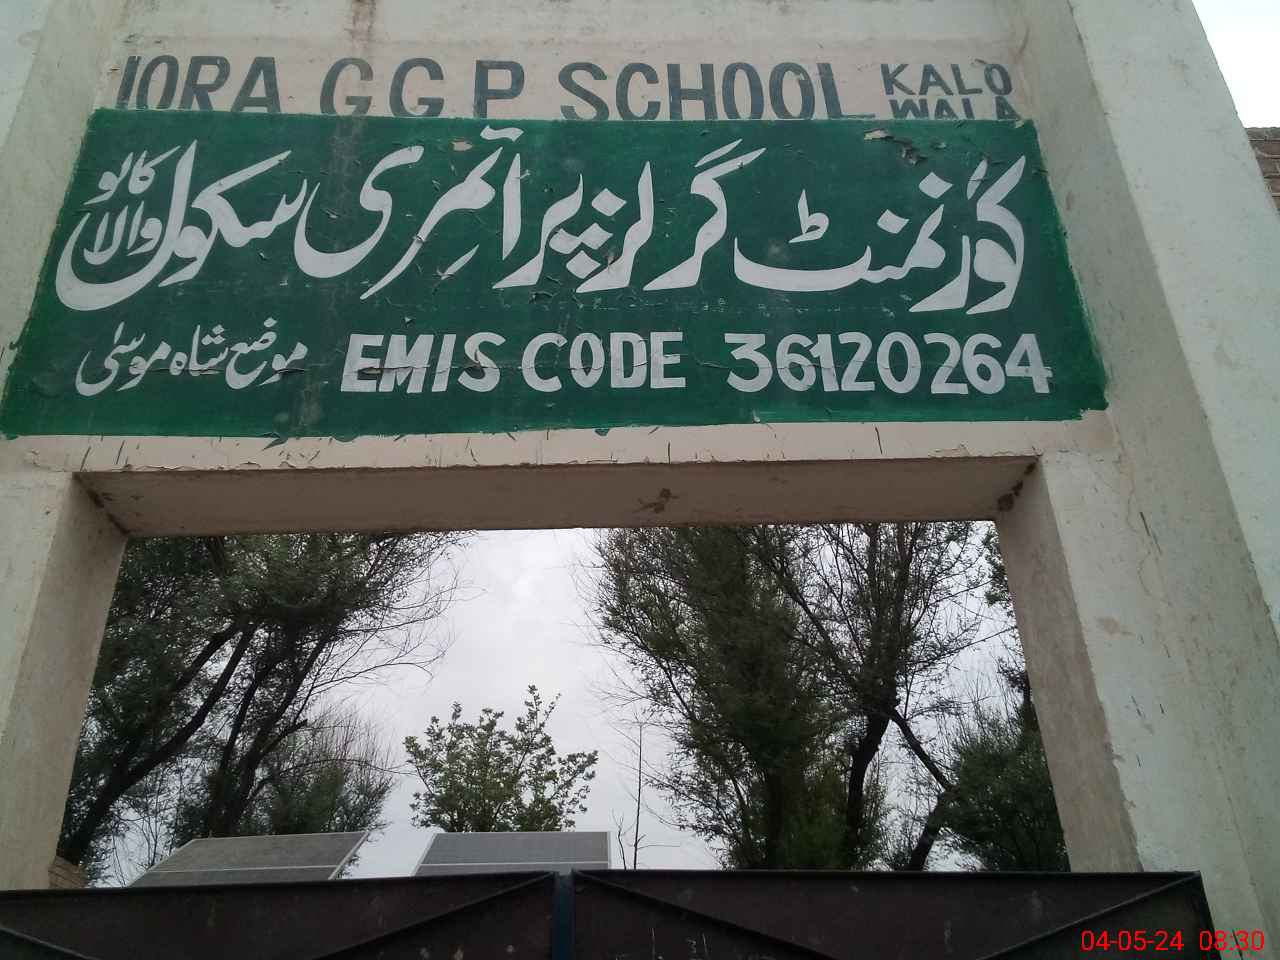 IQRA G G P SCHOOL KALO WALA
گورنمنٹ گرلز پرائمری سکول کالو والا
موضع شاہ موسیٰ EMIS CODE 36120264
04-05-24 08:30